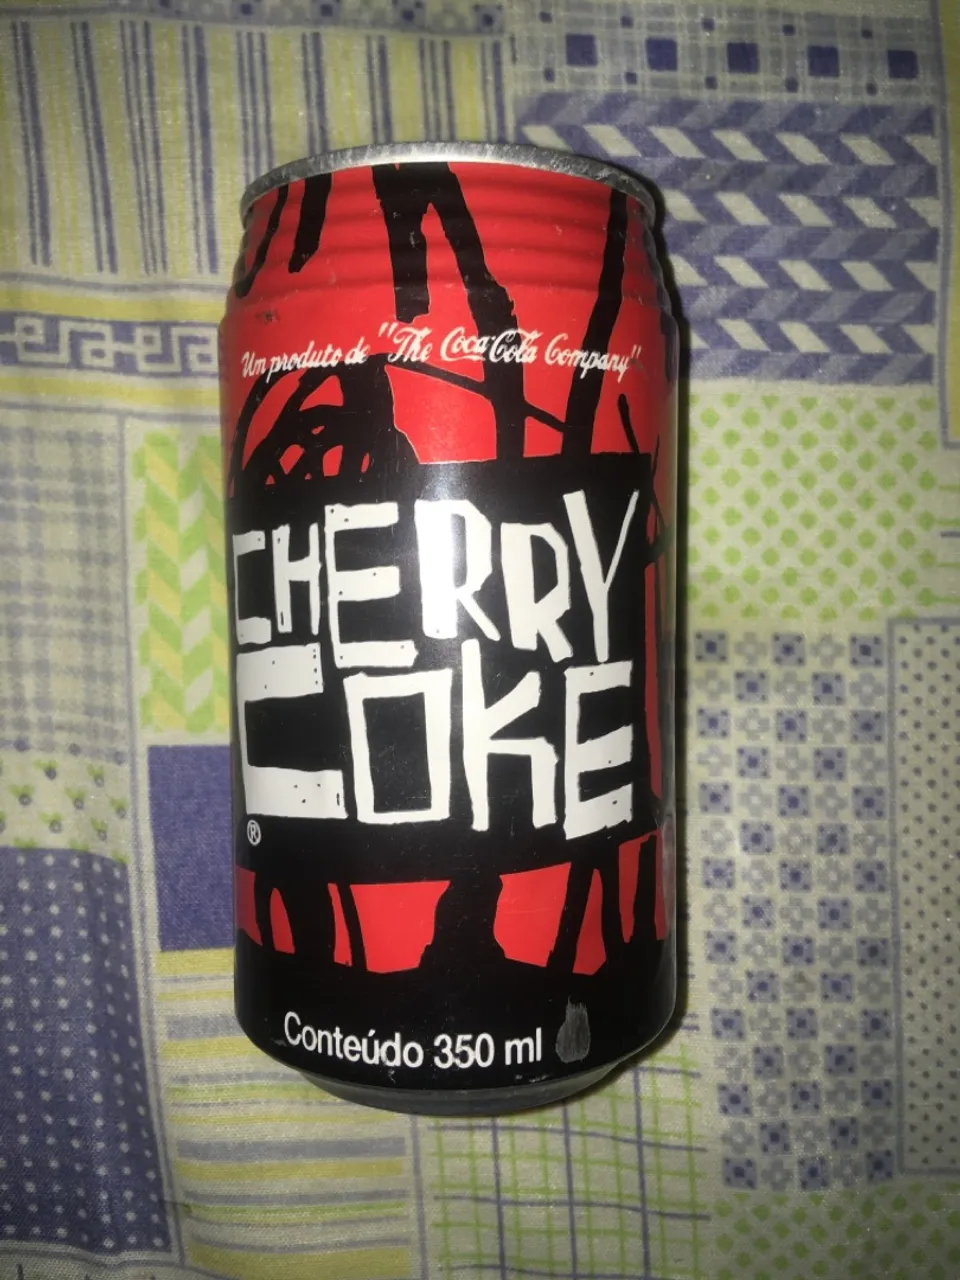 Um produto de "The Coca-Cola Company"
CHERRY
COKE
®
Conteúdo 350 ml